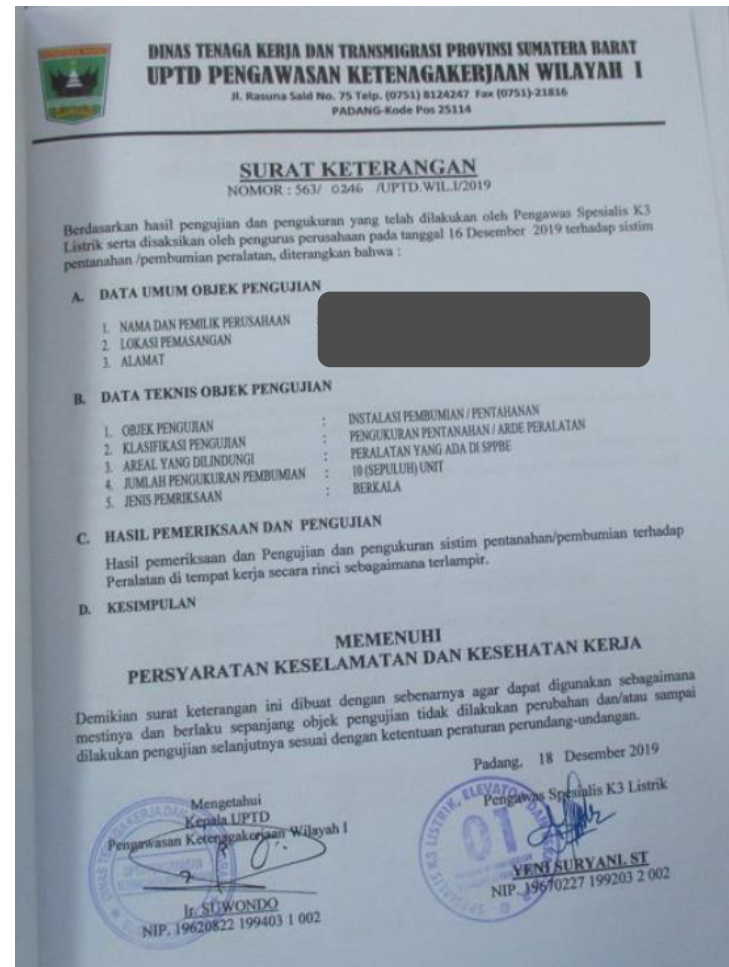 DINAS TENAGA KERJA DAN TRANSMIGRASI PROVINSI SUMATERA BARAT
UPTD PENGAWASAN KETENAGAKERJAAN WILAYAH I
Jl. Rasuna Said No. 75 Telp. (0751) 8124247 Fax (0751)-21816
PADANG-Kode Pos 25114
SURAT KETERANGAN
NOMOR : 563/ 0246 /UPTD.WIL.I/2019
Berdasarkan hasil pengujian dan pengukuran yang telah dilakukan oleh Pengawas Spesialis K3
Listrik serta disaksikan oleh pengurus perusahaan pada tanggal 16 Desember 2019 terhadap sistim
pentanahan /pembumian peralatan, diterangkan bahwa :
A. DATA UMUM OBJEK PENGUJIAN
1. NAMA DAN PEMILIK PERUSAHAAN
2. LOKASI PEMASANGAN
3. ALAMAT
B. DATA TEKNIS OBJEK PENGUJIAN
1. OBJEK PENGUJIAN : INSTALASI PEMBUMIAN / PENTAHANAN
2. KLASIFIKASI PENGUJIAN : PENGUKURAN PENTANAHAN / ARDE PERALATAN
3. AREAL YANG DILINDUNGI : PERALATAN YANG ADA DI SPPBE
4. JUMLAH PENGUKURAN PEMBUMIAN : 10 (SEPULUH) UNIT
5. JENIS PEMRIKSAAN : BERKALA
C. HASIL PEMERIKSAAN DAN PENGUJIAN
Hasil pemeriksaan dan Pengujian dan pengukuran sistim pentanahan/pembumian terhadap
Peralatan di tempat kerja secara rinci sebagaimana terlampir.
D. KESIMPULAN
MEMENUHI
PERSYARATAN KESELAMATAN DAN KESEHATAN KERJA
Demikian surat keterangan ini dibuat dengan sebenarnya agar dapat digunakan sebagaimana
mestinya dan berlaku sepanjang objek pengujian tidak dilakukan perubahan dan/atau sampai
dilakukan pengujian selanjutnya sesuai dengan ketentuan peraturan perundang-undangan.
Padang, 18 Desember 2019
Mengetahui
Kepala UPTD
Pengawasan Ketenagakerjaan Wilayah I
Ir. SUWONDO
NIP. 19620822 199403 1 002
Pengawas Spesialis K3 Listrik
SPESIALIS K3 LISTRIK, ELEVATOR DAN
01
YENI SURYANI, ST
NIP. 19670227 199203 2 002